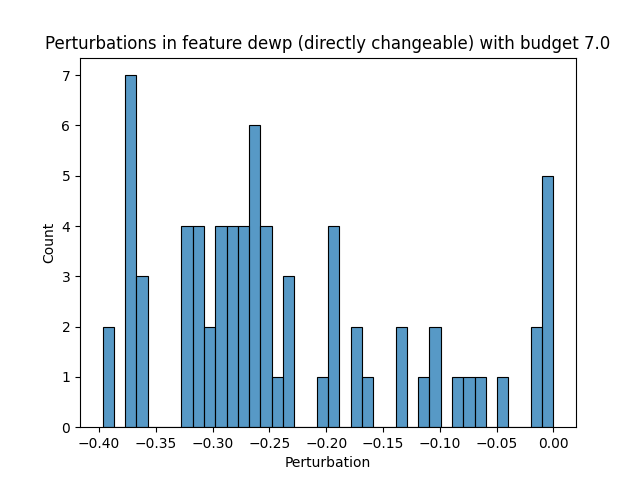 Perturbations in feature dewp (directly changeable) with budget 7.0
7
6
5
4
3
2
1
0
Count
−0.40 −0.35 −0.30 −0.25 −0.20 −0.15 −0.10 −0.05 0.00
Perturbation